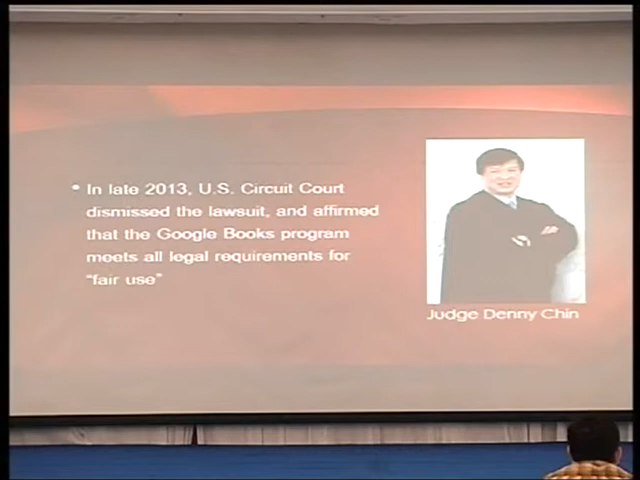 • In late 2013, U.S. Circuit Court
dismissed the lawsuit, and affirmed
that the Google Books program
meets all legal requirements for
“fair use”
Judge Denny Chin